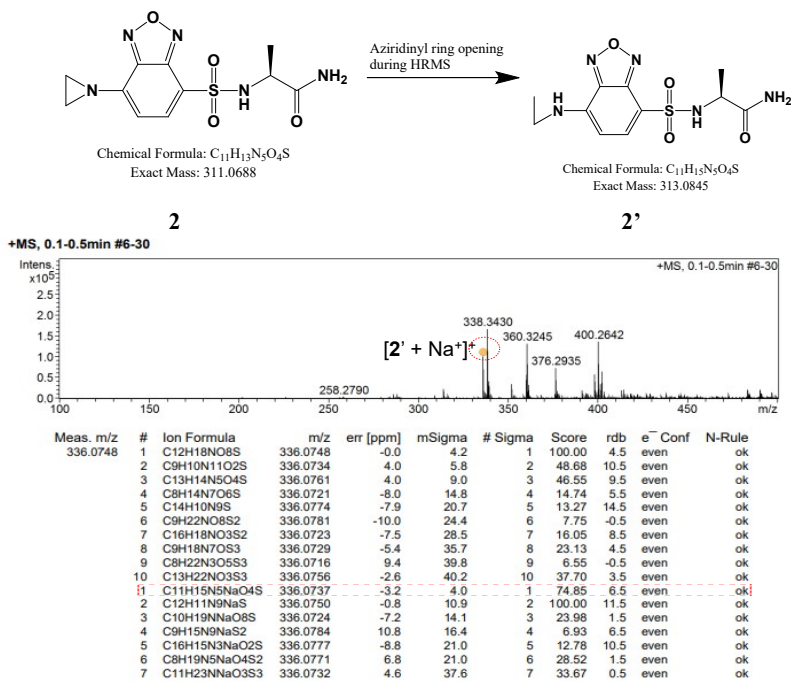 Aziridinyl ring opening
during HRMS
N O N
N
S
O
O
N
H
NH₂
O
Chemical Formula: C₁₁H₁₃N₅O₄S
Exact Mass: 311.0688
2
N O N
NH
S
O
O
N
H
NH₂
O
Chemical Formula: C₁₁H₁₅N₅O₄S
Exact Mass: 313.0845
2’
+MS, 0.1-0.5min #6-30
Intens.
x10⁵
+MS, 0.1-0.5min #6-30
2.5
2.0
1.5
1.0
0.5
0.0
[2’ + Na⁺]⁺
258.2790
338.3430
360.3245
376.2935
400.2642
100 150 200 250 300 350 400 450 m/z
Meas. m/z # Ion Formula m/z err [ppm] mSigma # Sigma Score rdb e⁻ Conf N-Rule
336.0748 1 C12H18NO8S 336.0748 -0.0 4.2 1 100.00 4.5 even ok
2 C9H10N11O2S 336.0734 4.0 5.8 2 48.68 10.5 even ok
3 C13H14N5O4S 336.0761 4.0 9.0 3 46.55 9.5 even ok
4 C8H14N7O6S 336.0721 -8.0 14.8 4 14.74 5.5 even ok
5 C14H10N9S 336.0774 -7.9 20.7 5 13.27 14.5 even ok
6 C9H22NO8S2 336.0781 -10.0 24.4 6 7.75 -0.5 even ok
7 C16H18NO3S2 336.0723 -7.5 28.5 7 16.05 8.5 even ok
8 C9H18N7OS3 336.0729 -5.4 35.7 8 23.13 4.5 even ok
9 C8H22N3O5S3 336.0716 9.4 39.8 9 6.55 -0.5 even ok
10 C13H22NO3S3 336.0756 -2.6 40.2 10 37.70 3.5 even ok
1 C11H15N5NaO4S 336.0737 -3.2 4.0 1 74.85 6.5 even ok
2 C12H11N9NaS 336.0750 -0.8 10.9 2 100.00 11.5 even ok
3 C10H19NNaO8S 336.0724 -7.2 14.1 3 23.98 1.5 even ok
4 C9H15N9NaS2 336.0784 10.8 16.4 4 6.93 6.5 even ok
5 C16H15N3NaO2S 336.0777 -8.8 21.0 5 12.78 10.5 even ok
6 C8H19N5NaO4S2 336.0771 6.8 21.0 6 28.52 1.5 even ok
7 C11H23NNaO3S3 336.0732 4.6 37.6 7 33.67 0.5 even ok